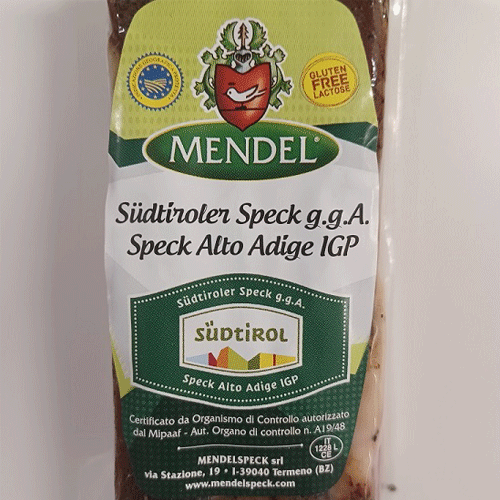 GLUTEN
FREE
LACTOSE
MENDEL®
Südtiroler Speck g.g.A.
Speck Alto Adige IGP
Südtiroler Speck g.g.A.
SÜDTiROL
Speck Alto Adige IGP
Certificato da Organismo di Controllo autorizzato
dal Mipaaf - Aut. Organo di controllo n. A19/48
IT
1228 L
CE
MENDELSPECK srl
via Stazione, 19 • I-39040 Termeno (BZ)
www.mendelspeck.com